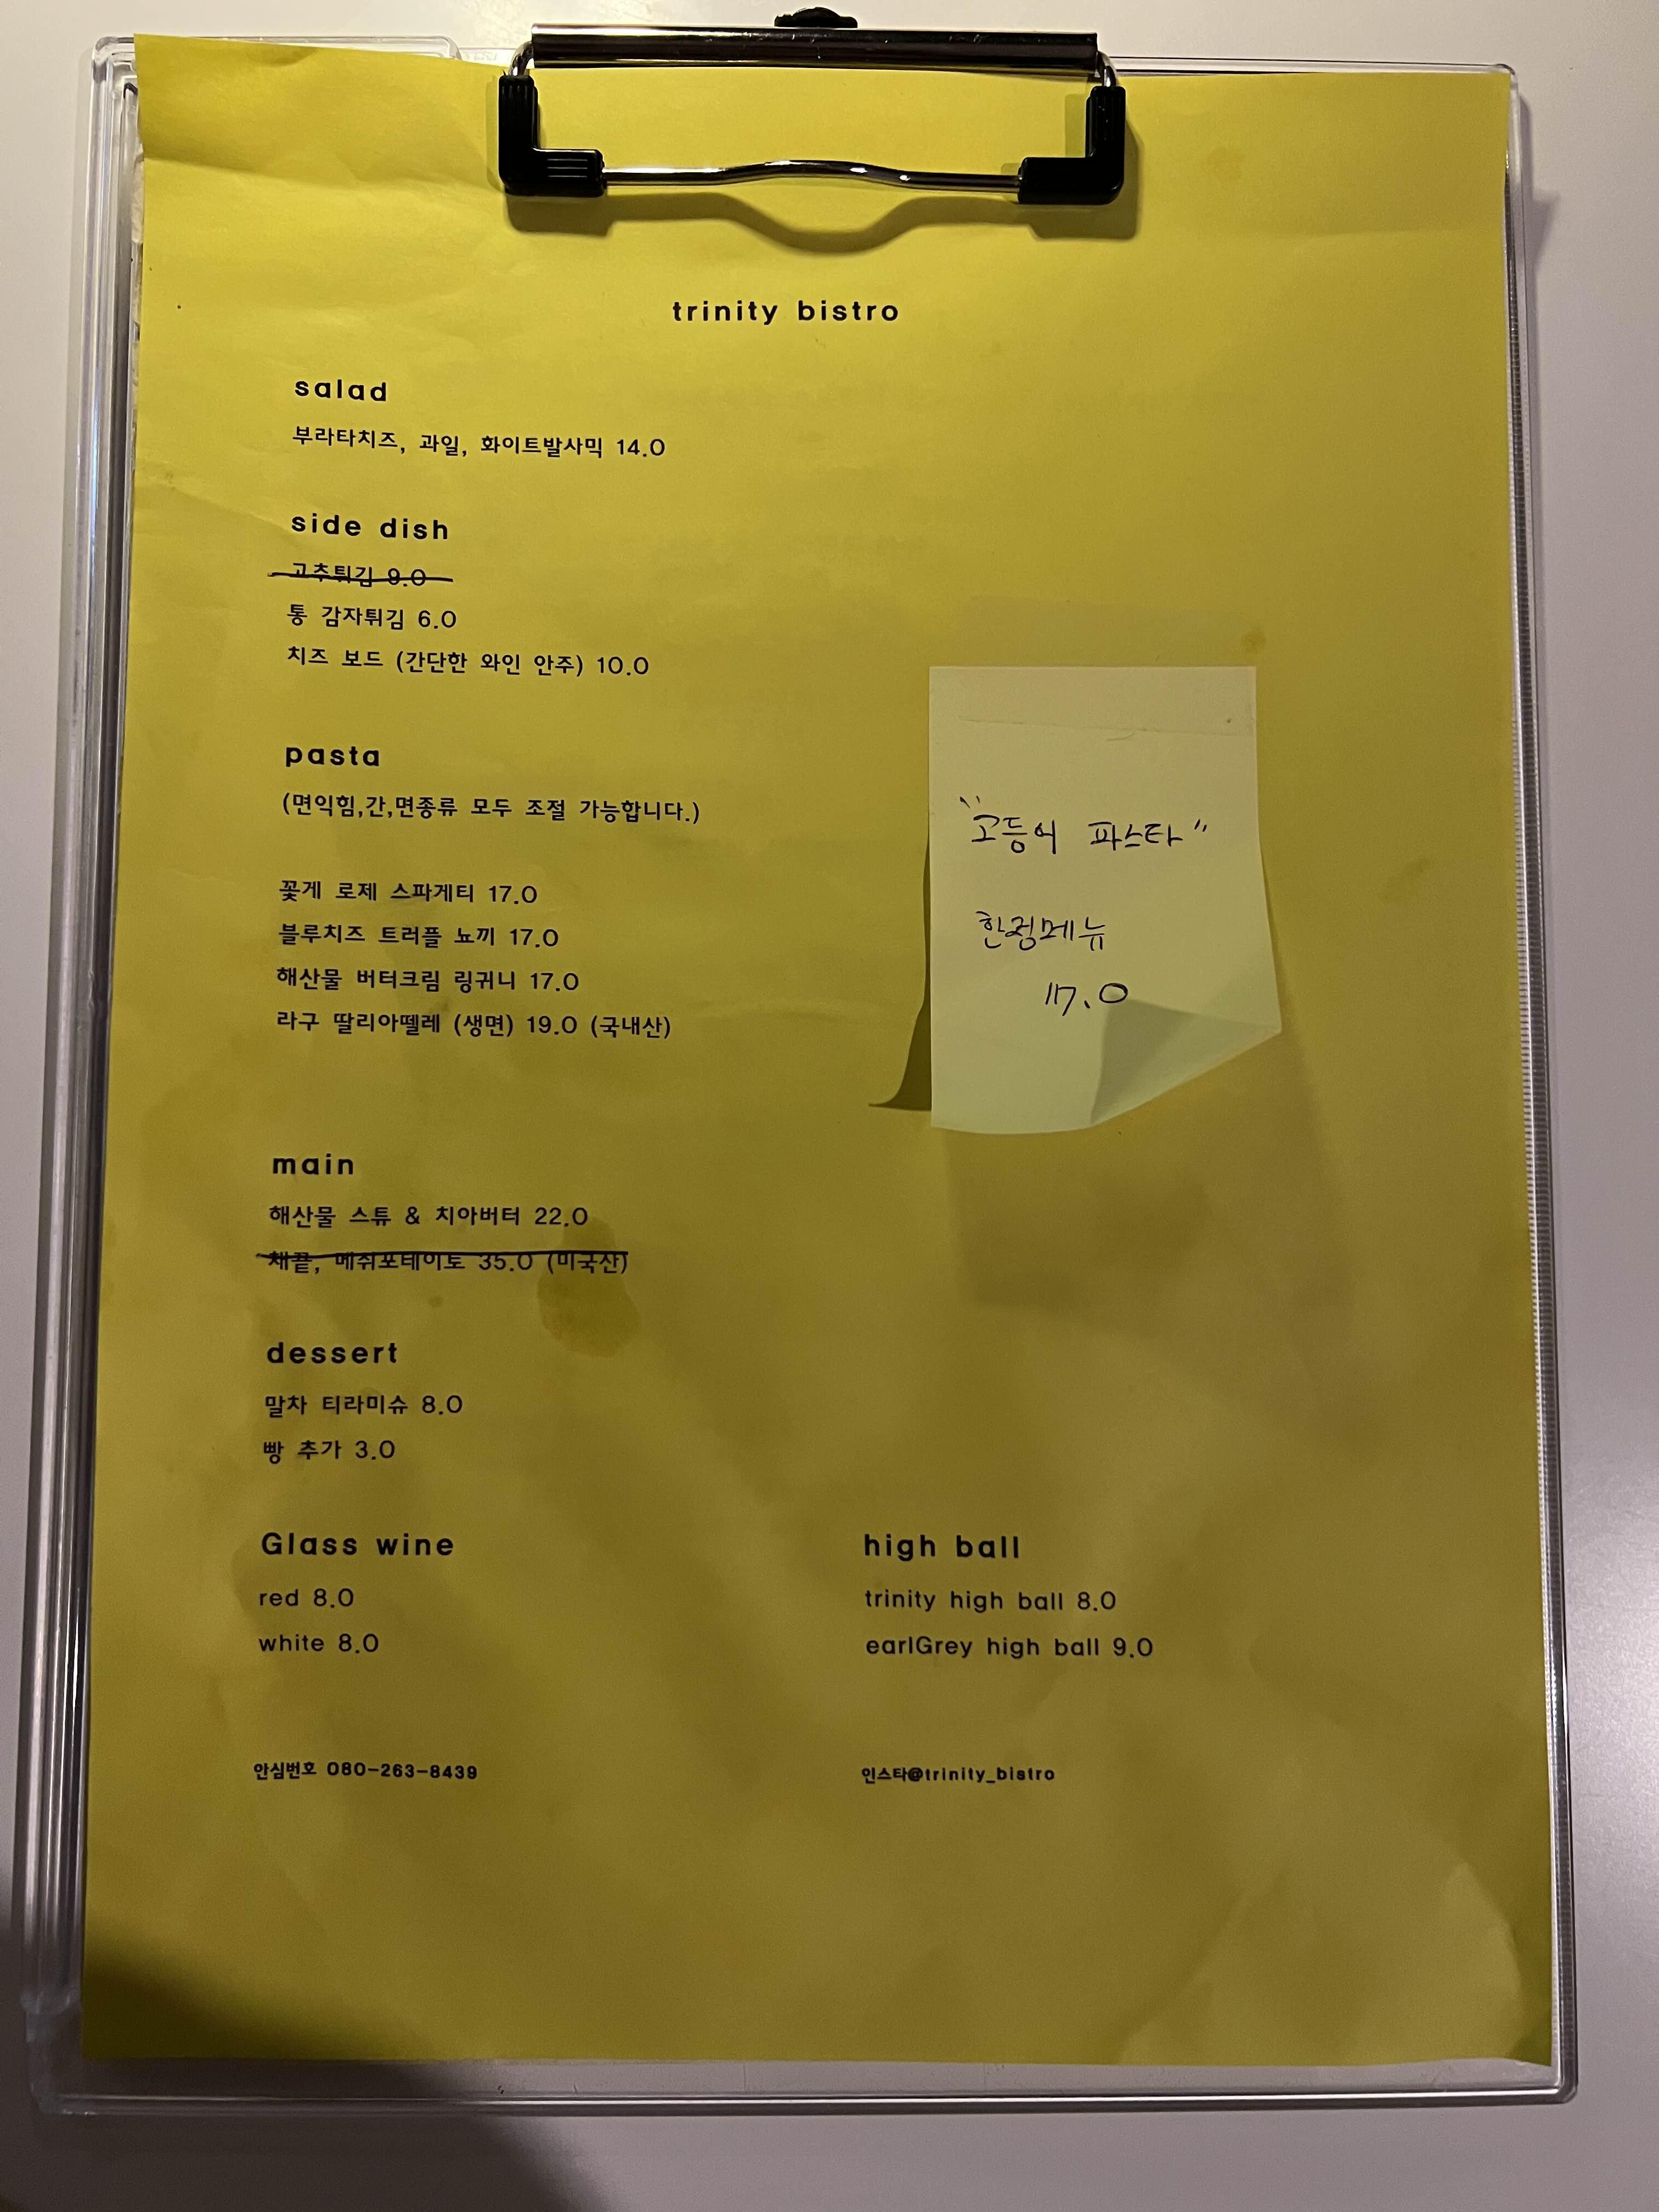 trinity bistro
salad
부라타치즈, 과일, 화이트발사믹 14.0
side dish
고추튀김 9.0
통 감자튀김 6.0
치즈 보드 (간단한 와인 안주) 10.0
pasta
(면익힘,간,면종류 모두 조절 가능합니다.)
꽃게 로제 스파게티 17.0
블루치즈 트러플 뇨끼 17.0
해산물 버터크림 링귀니 17.0
라구 딸리아뗄레 (생면) 19.0 (국내산)
"고등어 파스타"
한정메뉴
17.0
main
해산물 스튜 & 치아버터 22.0
채끝, 메쉬포테이토 35.0 (미국산)
dessert
말차 티라미슈 8.0
빵 추가 3.0
Glass wine
red 8.0
white 8.0
high ball
trinity high ball 8.0
earlGrey high ball 9.0
안심번호 080-263-8439
인스타@trinity_bistro